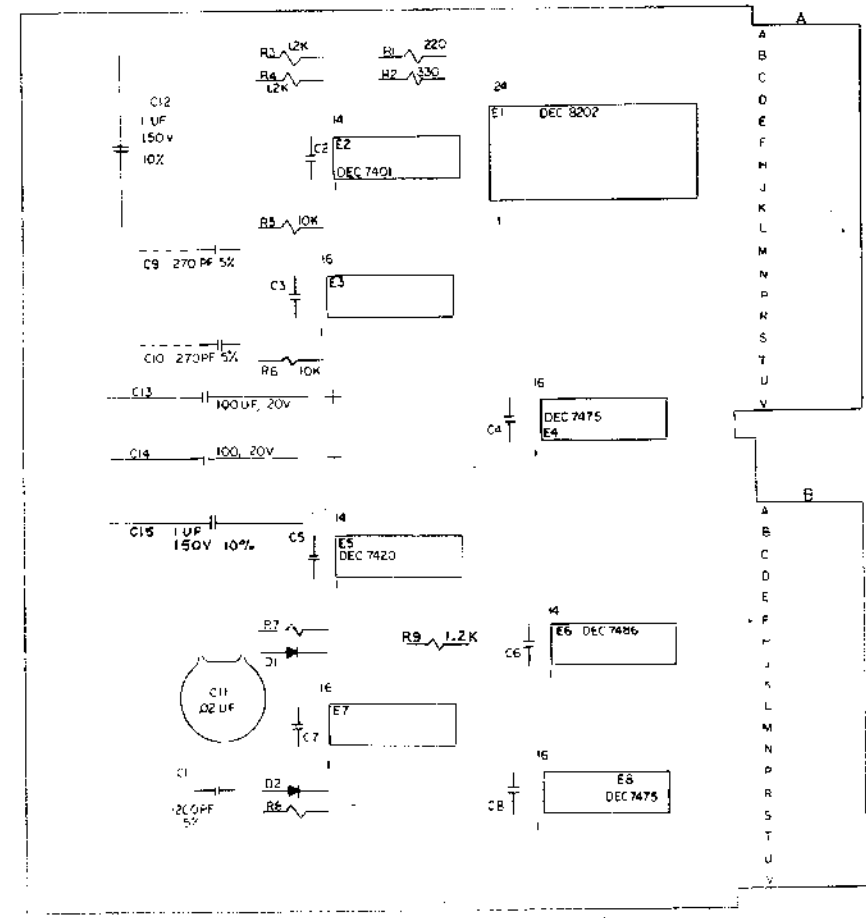 A
A
B
C
D
E
F
H
J
K
L
M
N
P
R
S
T
U
V
R3 1.2K
R1 220
R4
1.2K
R2 330
C12
1 UF
150V
10%
14
C2
E2
DEC 7401
1
24
E1 DEC 8202
1
R5 10K
C9 270 PF 5%
16
C3
E3
1
C10 270PF 5%
R6 10K
C13
100UF, 20V
+
16
C4
DEC 7475
E4
C14 100, 20V
C15 1 UF
150V 10%
14
C5
E5
DEC 7420
1
B
A
B
C
D
E
F
J
K
L
M
N
P
R
S
T
U
V
R7
D1
R9 1.2K
14
C6
E6 DEC 7486
1
C11
.02 UF
16
C7
E7
1
C1
5%
D2
R8
16
C8
E8
DEC 7475
1